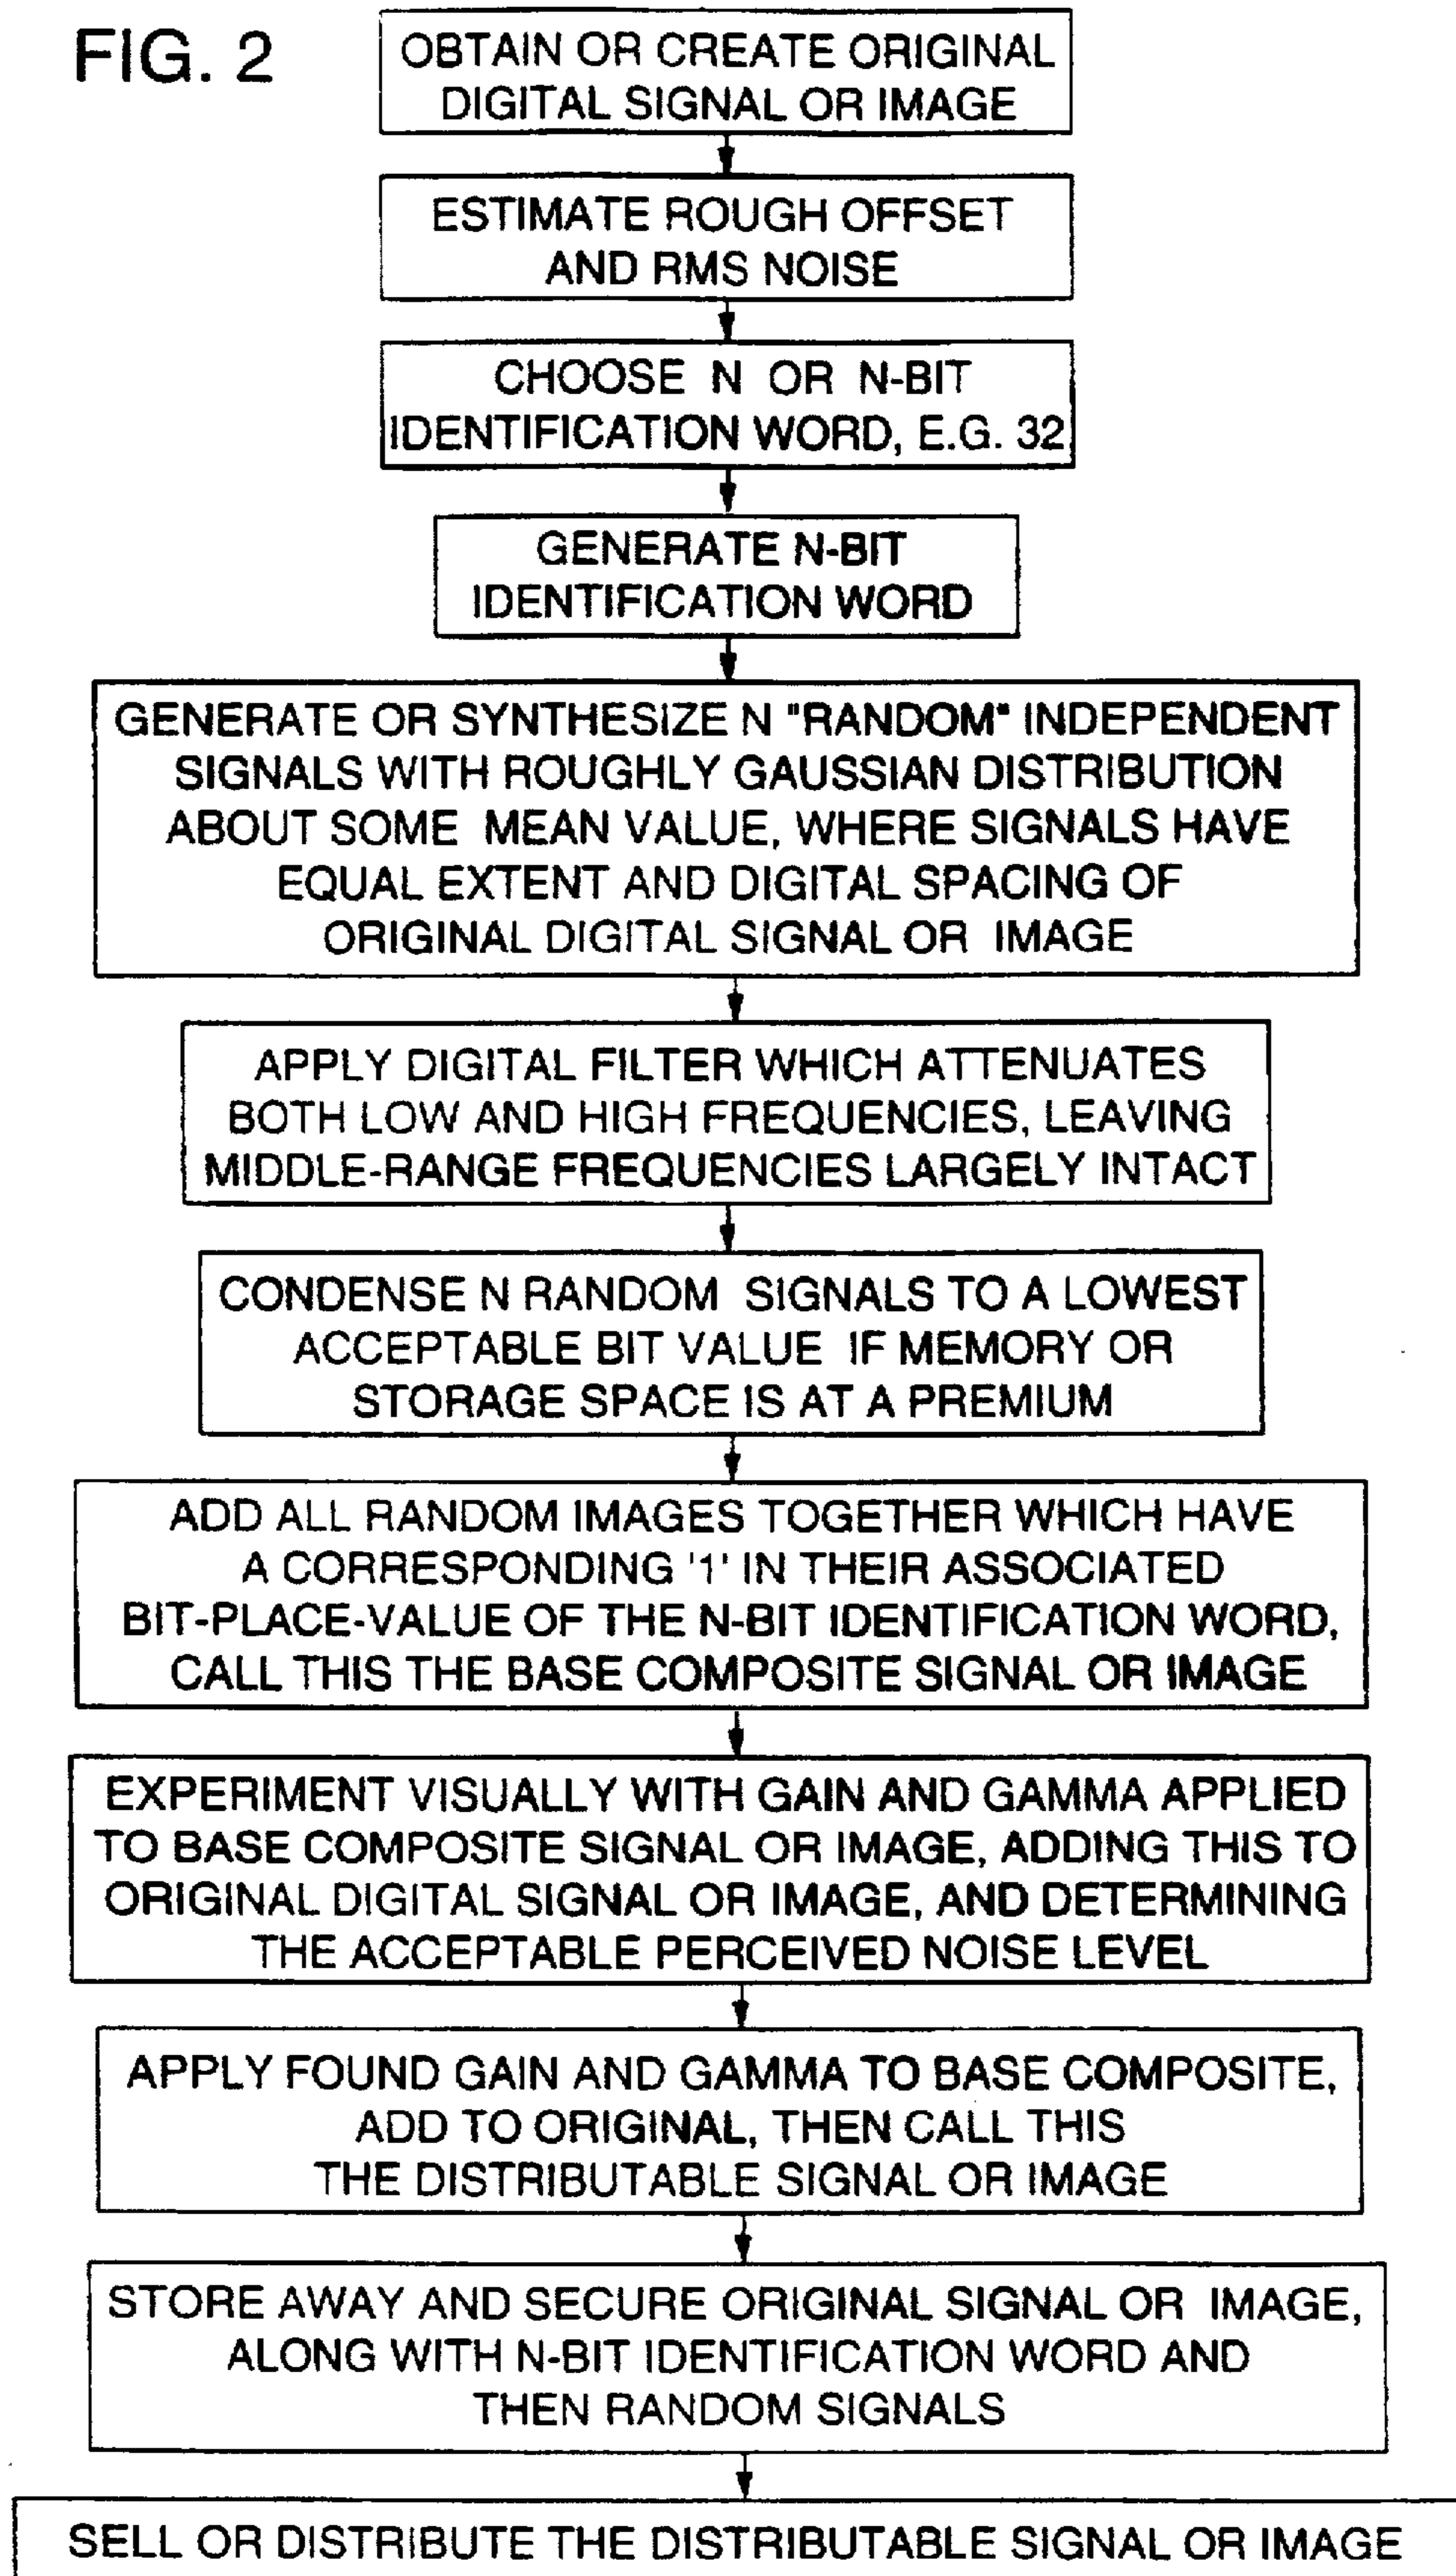 FIG. 2
OBTAIN OR CREATE ORIGINAL
DIGITAL SIGNAL OR IMAGE
ESTIMATE ROUGH OFFSET
AND RMS NOISE
CHOOSE N OR N-BIT
IDENTIFICATION WORD, E.G. 32
GENERATE N-BIT
IDENTIFICATION WORD
GENERATE OR SYNTHESIZE N "RANDOM" INDEPENDENT
SIGNALS WITH ROUGHLY GAUSSIAN DISTRIBUTION
ABOUT SOME MEAN VALUE, WHERE SIGNALS HAVE
EQUAL EXTENT AND DIGITAL SPACING OF
ORIGINAL DIGITAL SIGNAL OR IMAGE
APPLY DIGITAL FILTER WHICH ATTENUATES
BOTH LOW AND HIGH FREQUENCIES, LEAVING
MIDDLE-RANGE FREQUENCIES LARGELY INTACT
CONDENSE N RANDOM SIGNALS TO A LOWEST
ACCEPTABLE BIT VALUE IF MEMORY OR
STORAGE SPACE IS AT A PREMIUM
ADD ALL RANDOM IMAGES TOGETHER WHICH HAVE
A CORRESPONDING '1' IN THEIR ASSOCIATED
BIT-PLACE-VALUE OF THE N-BIT IDENTIFICATION WORD,
CALL THIS THE BASE COMPOSITE SIGNAL OR IMAGE
EXPERIMENT VISUALLY WITH GAIN AND GAMMA APPLIED
TO BASE COMPOSITE SIGNAL OR IMAGE, ADDING THIS TO
ORIGINAL DIGITAL SIGNAL OR IMAGE, AND DETERMINING
THE ACCEPTABLE PERCEIVED NOISE LEVEL
APPLY FOUND GAIN AND GAMMA TO BASE COMPOSITE,
ADD TO ORIGINAL, THEN CALL THIS
THE DISTRIBUTABLE SIGNAL OR IMAGE
STORE AWAY AND SECURE ORIGINAL SIGNAL OR IMAGE,
ALONG WITH N-BIT IDENTIFICATION WORD AND
THEN RANDOM SIGNALS
SELL OR DISTRIBUTE THE DISTRIBUTABLE SIGNAL OR IMAGE